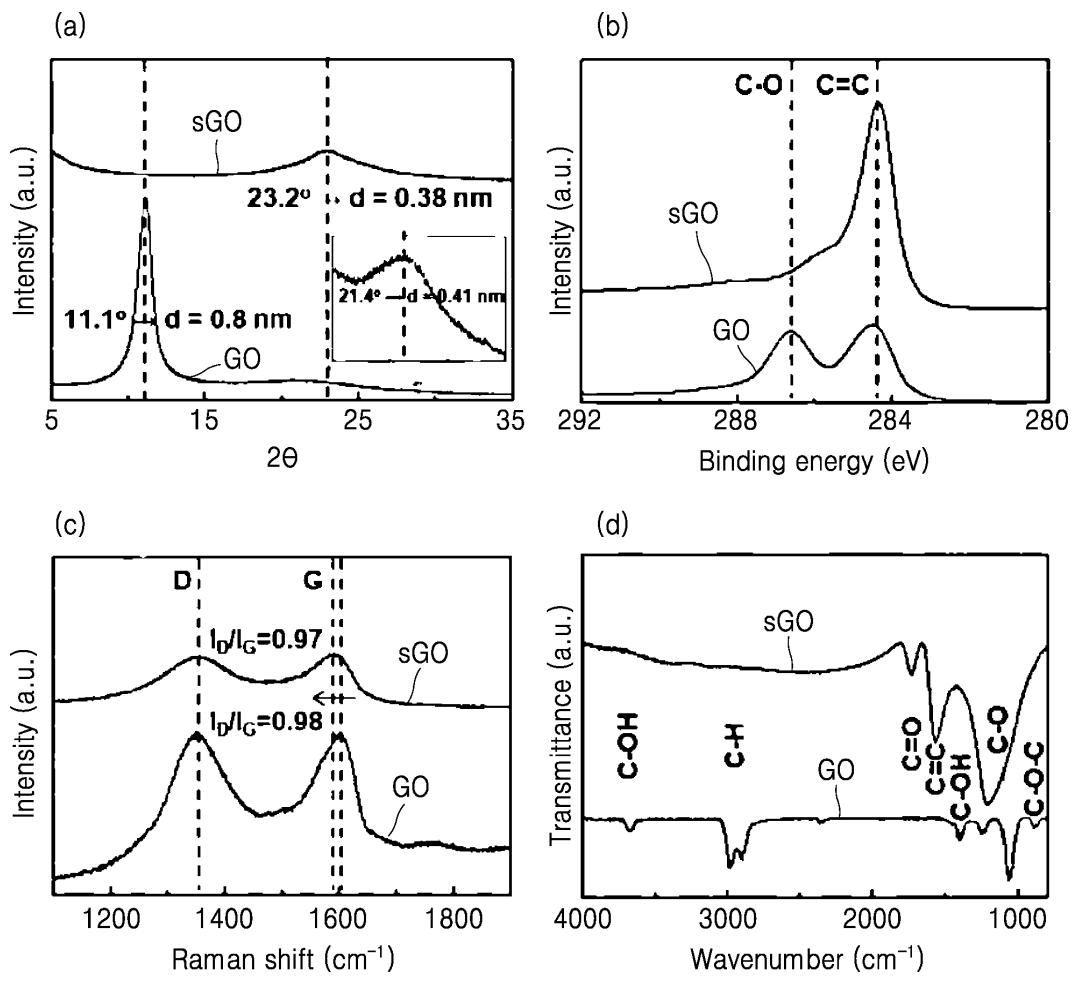 (a)
Intensity (a.u.)
sGO
23.2° d = 0.38 nm
21.4° d = 0.41 nm
11.1° d = 0.8 nm
GO
5 15 25 35
2θ
(b)
Intensity (a.u.)
C-O C=C
sGO
GO
292 288 284 280
Binding energy (eV)
(c)
Intensity (a.u.)
D G
I_D/I_G=0.97
sGO
I_D/I_G=0.98
GO
1200 1400 1600 1800
Raman shift (cm⁻¹)
(d)
Transmittance (a.u.)
sGO
C-OH
C-H
GO
C=O
C=C
C-OH
C-O
C-O-C
4000 3000 2000 1000
Wavenumber (cm⁻¹)